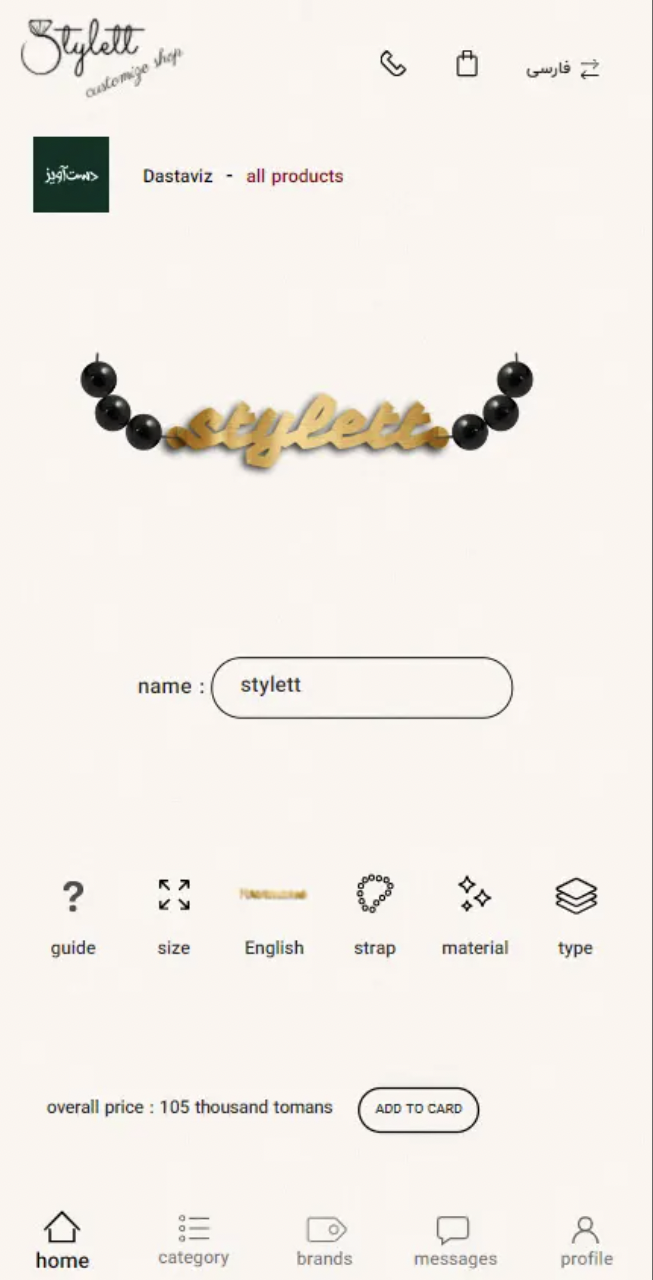 Stylett
customize shop
فارسی
دست‌آویز
Dastaviz - all products
stylett
name : stylett
? 
guide size English strap material type
overall price : 105 thousand tomans ADD TO CARD
home category brands messages profile